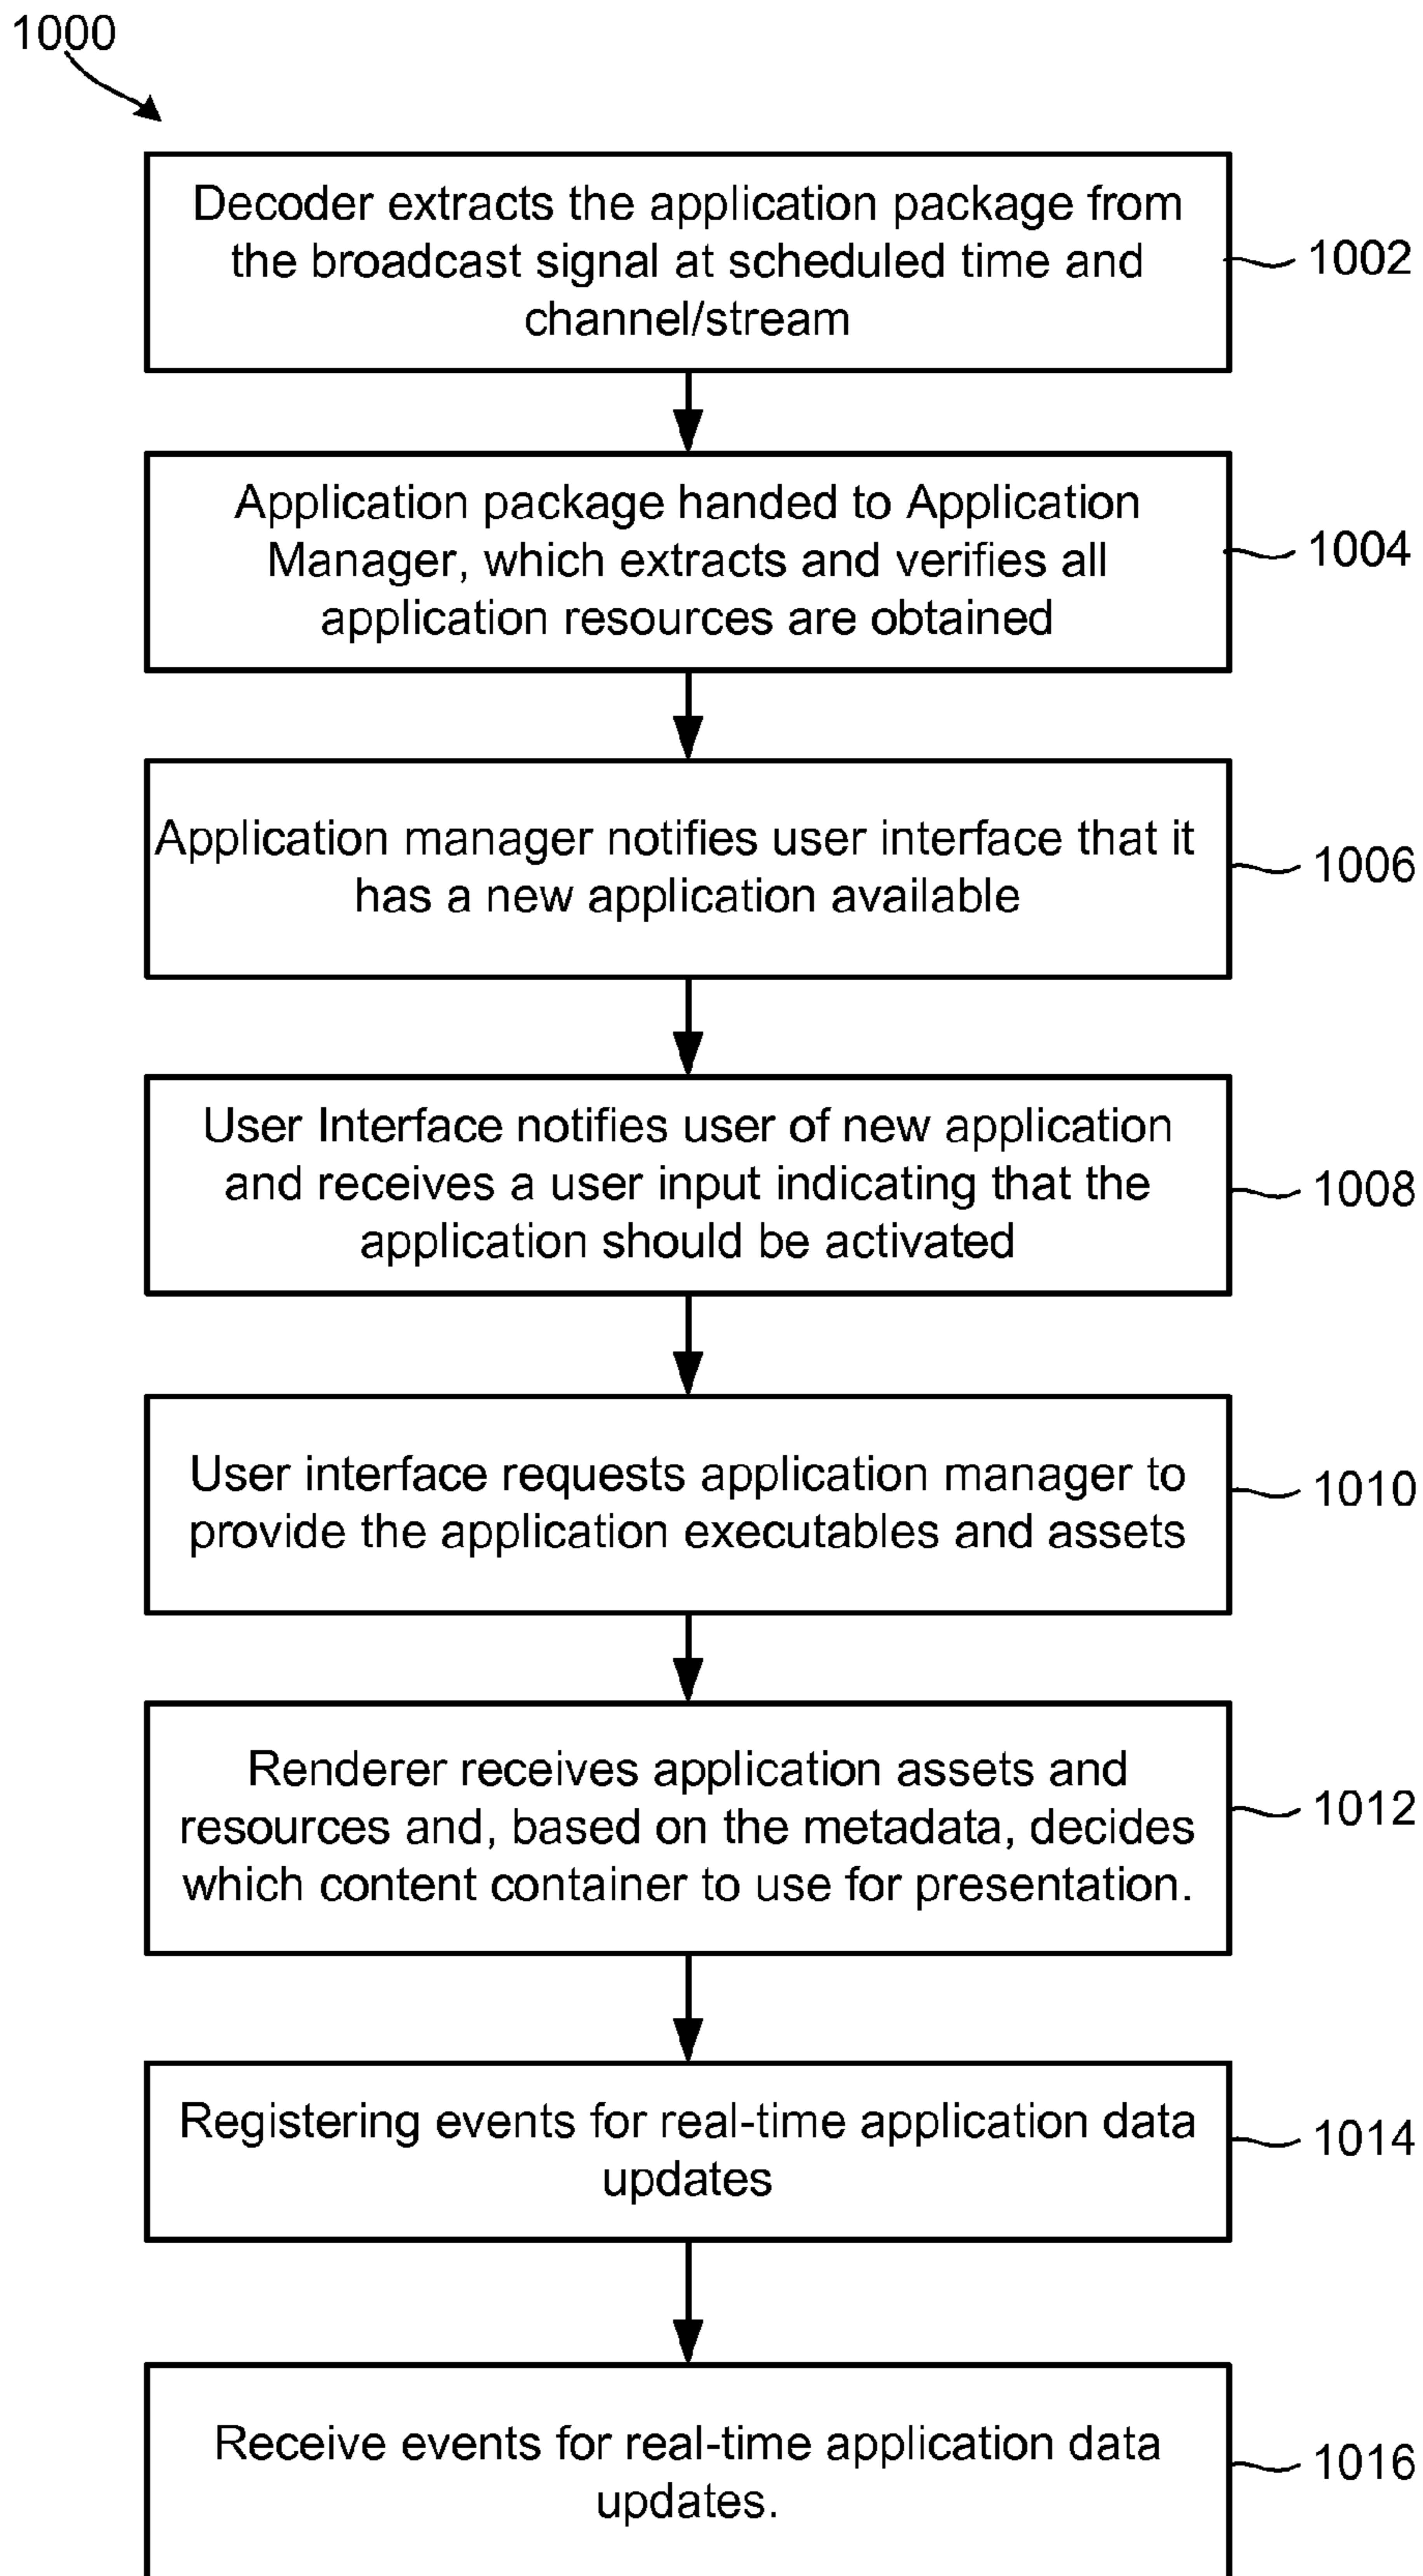 1000
Decoder extracts the application package from
the broadcast signal at scheduled time and
channel/stream
1002
Application package handed to Application
Manager, which extracts and verifies all
application resources are obtained
1004
Application manager notifies user interface that it
has a new application available
1006
User Interface notifies user of new application
and receives a user input indicating that the
application should be activated
1008
User interface requests application manager to
provide the application executables and assets
1010
Renderer receives application assets and
resources and, based on the metadata, decides
which content container to use for presentation.
1012
Registering events for real-time application data
updates
1014
Receive events for real-time application data
updates.
1016